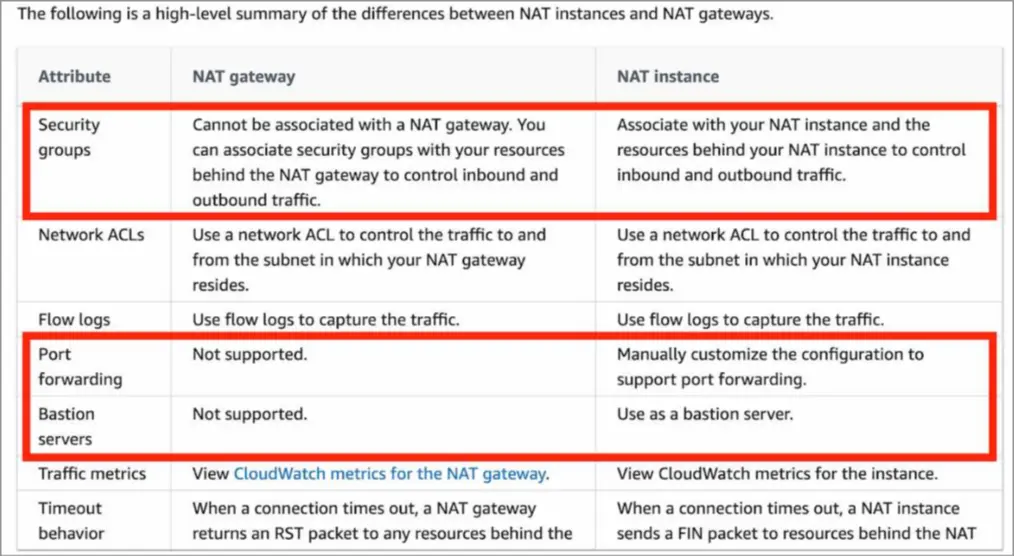 The following is a high-level summary of the differences between NAT instances and NAT gateways.
Attribute NAT gateway NAT instance
Security Cannot be associated with a NAT gateway. You Associate with your NAT instance and the
groups can associate security groups with your resources resources behind your NAT instance to control
behind the NAT gateway to control inbound and inbound and outbound traffic.
outbound traffic.
Network ACLs Use a network ACL to control the traffic to and Use a network ACL to control the traffic to and
from the subnet in which your NAT gateway from the subnet in which your NAT instance
resides. resides.
Flow logs Use flow logs to capture the traffic. Use flow logs to capture the traffic.
Port Not supported. Manually customize the configuration to
forwarding support port forwarding.
Bastion Not supported. Use as a bastion server.
servers
Traffic metrics View CloudWatch metrics for the NAT gateway. View CloudWatch metrics for the instance.
Timeout When a connection times out, a NAT gateway When a connection times out, a NAT instance
behavior returns an RST packet to any resources behind the sends a FIN packet to resources behind the NAT